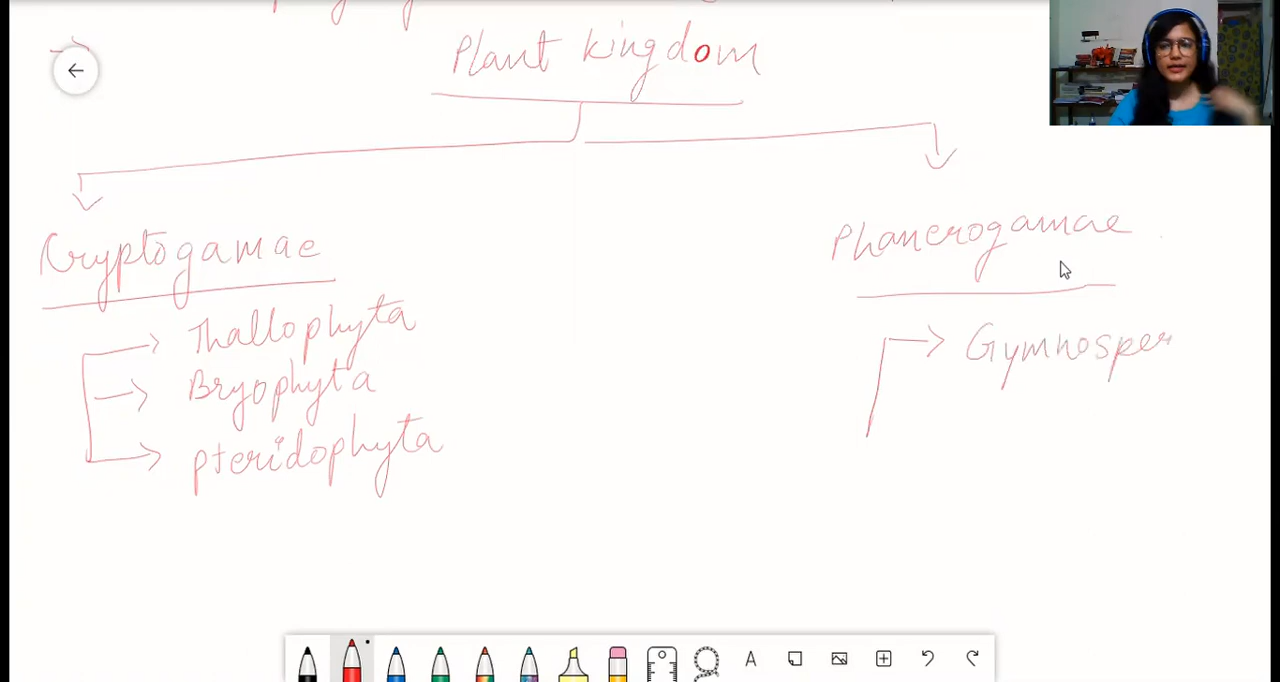 Plant kingdom
Cryptogamae
Phanerogamae
Thallophyta
Bryophyta
pteridophyta
Gymnosper
A